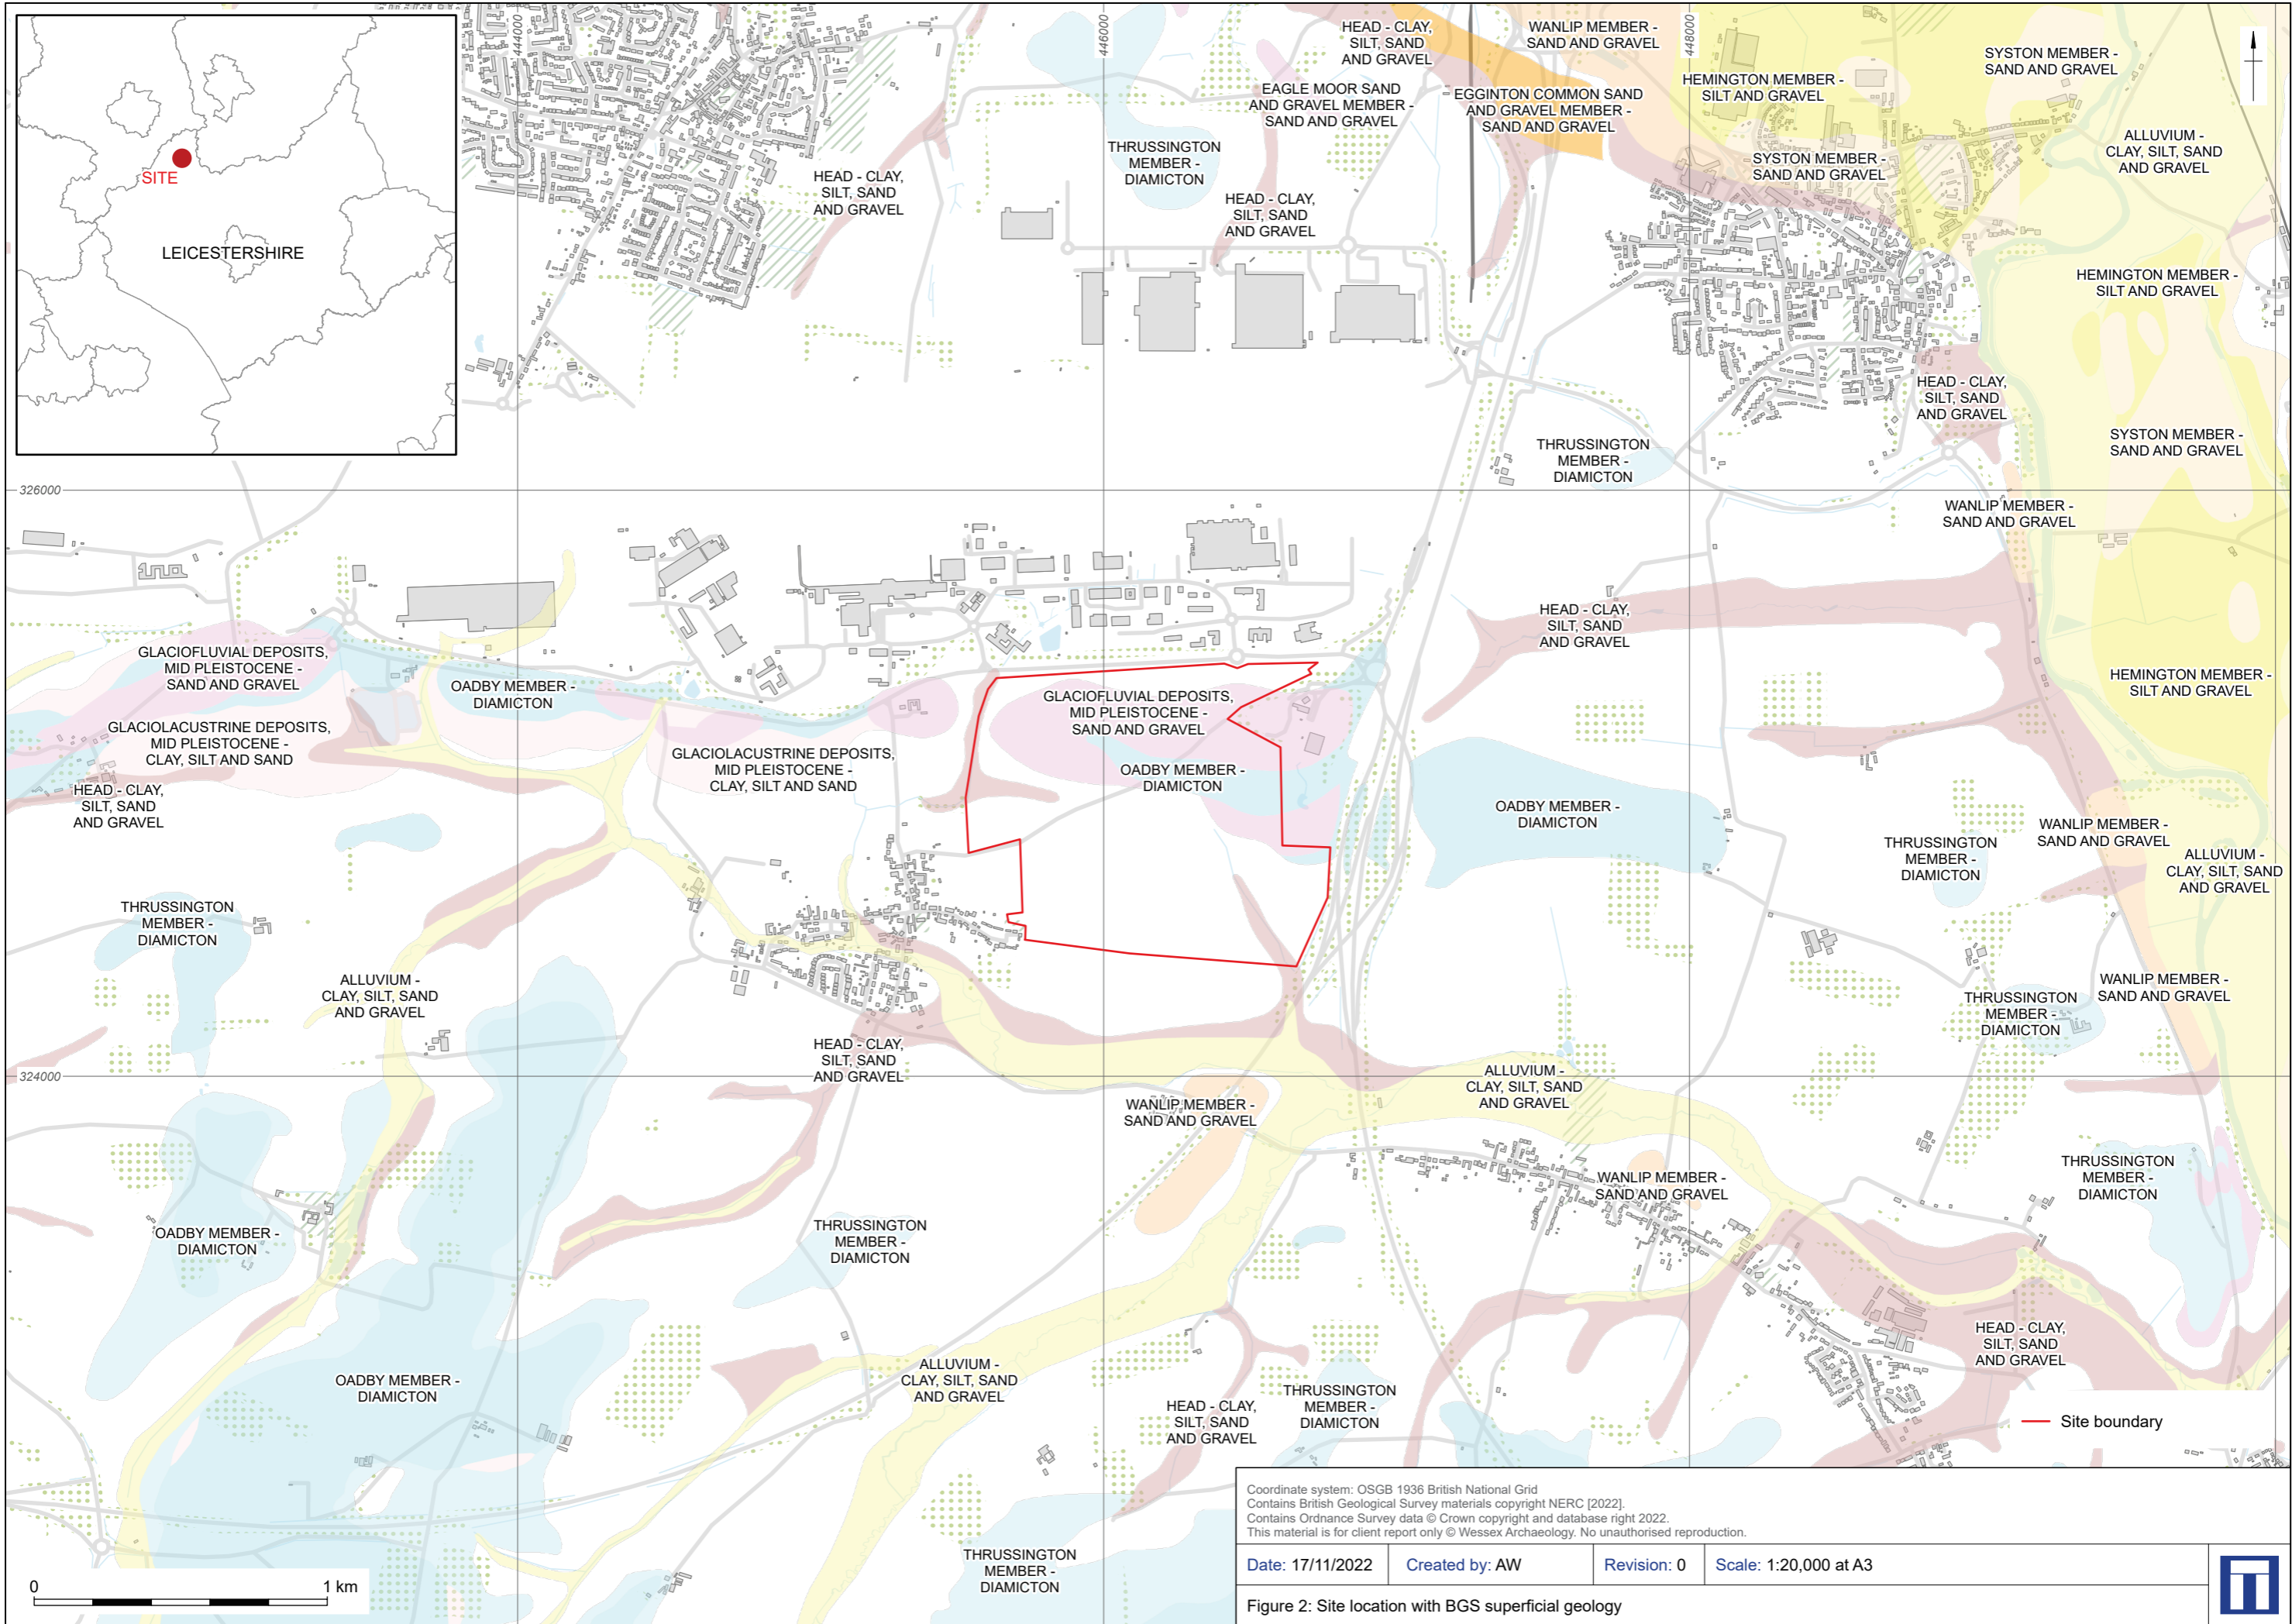 SITE
LEICESTERSHIRE
444000
446000
448000
326000
324000
HEAD - CLAY,
SILT, SAND
AND GRAVEL
WANLIP MEMBER -
SAND AND GRAVEL
SYSTON MEMBER -
SAND AND GRAVEL
HEMINGTON MEMBER -
SILT AND GRAVEL
EAGLE MOOR SAND
AND GRAVEL MEMBER -
SAND AND GRAVEL
EGGINTON COMMON SAND
AND GRAVEL MEMBER -
SAND AND GRAVEL
ALLUVIUM -
CLAY, SILT, SAND
AND GRAVEL
THRUSSINGTON
MEMBER -
DIAMICTON
SYSTON MEMBER -
SAND AND GRAVEL
HEAD - CLAY,
SILT, SAND
AND GRAVEL
HEAD - CLAY,
SILT, SAND
AND GRAVEL
HEMINGTON MEMBER -
SILT AND GRAVEL
HEAD - CLAY,
SILT, SAND
AND GRAVEL
SYSTON MEMBER -
SAND AND GRAVEL
THRUSSINGTON
MEMBER -
DIAMICTON
WANLIP MEMBER -
SAND AND GRAVEL
HEAD - CLAY,
SILT, SAND
AND GRAVEL
GLACIOFLUVIAL DEPOSITS,
MID PLEISTOCENE -
SAND AND GRAVEL
OADBY MEMBER -
DIAMICTON
GLACIOFLUVIAL DEPOSITS,
MID PLEISTOCENE -
SAND AND GRAVEL
HEMINGTON MEMBER -
SILT AND GRAVEL
GLACIOLACUSTRINE DEPOSITS,
MID PLEISTOCENE -
CLAY, SILT AND SAND
GLACIOLACUSTRINE DEPOSITS,
MID PLEISTOCENE -
CLAY, SILT AND SAND
OADBY MEMBER -
DIAMICTON
HEAD - CLAY,
SILT, SAND
AND GRAVEL
OADBY MEMBER -
DIAMICTON
WANLIP MEMBER -
SAND AND GRAVEL
THRUSSINGTON
MEMBER -
DIAMICTON
ALLUVIUM -
CLAY, SILT, SAND
AND GRAVEL
THRUSSINGTON
MEMBER -
DIAMICTON
ALLUVIUM -
CLAY, SILT, SAND
AND GRAVEL
WANLIP MEMBER -
SAND AND GRAVEL
THRUSSINGTON
MEMBER -
DIAMICTON
HEAD - CLAY,
SILT, SAND
AND GRAVEL
ALLUVIUM -
CLAY, SILT, SAND
AND GRAVEL
WANLIP MEMBER -
SAND AND GRAVEL
WANLIP MEMBER -
SAND AND GRAVEL
THRUSSINGTON
MEMBER -
DIAMICTON
OADBY MEMBER -
DIAMICTON
THRUSSINGTON
MEMBER -
DIAMICTON
HEAD - CLAY,
SILT, SAND
AND GRAVEL
OADBY MEMBER -
DIAMICTON
ALLUVIUM -
CLAY, SILT, SAND
AND GRAVEL
THRUSSINGTON
MEMBER -
DIAMICTON
HEAD - CLAY,
SILT, SAND
AND GRAVEL
THRUSSINGTON
MEMBER -
DIAMICTON
Site boundary
0 1 km
Coordinate system: OSGB 1936 British National Grid
Contains British Geological Survey materials copyright NERC [2022].
Contains Ordnance Survey data © Crown copyright and database right 2022.
This material is for client report only © Wessex Archaeology. No unauthorised reproduction.
Date: 17/11/2022 Created by: AW Revision: 0 Scale: 1:20,000 at A3
Figure 2: Site location with BGS superficial geology